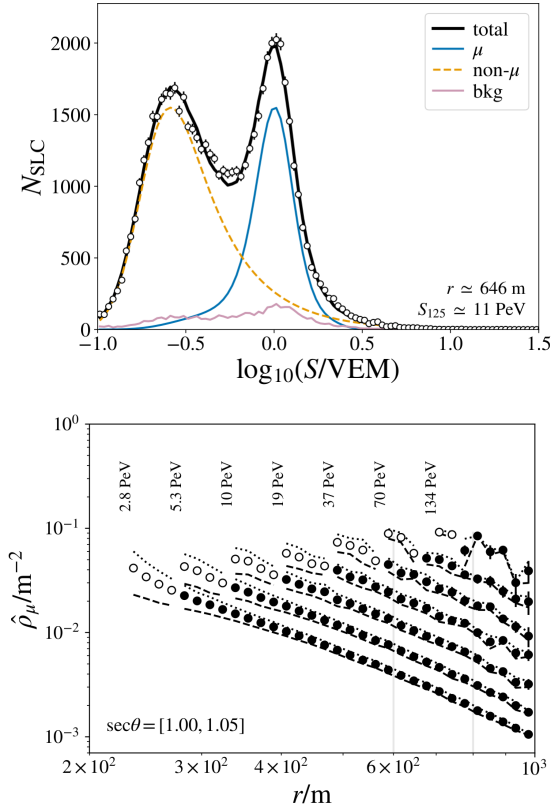 total
μ
non-μ
bkg
2000
1500
1000
500
0
N_SLC
r ≃ 646 m
S_125 ≃ 11 PeV
−1.0 −0.5 0.0 0.5 1.0 1.5
log_10(S/VEM)
10^0
10^−1
10^−2
10^−3
ρ̂_μ/m^−2
2.8 PeV
5.3 PeV
10 PeV
19 PeV
37 PeV
70 PeV
134 PeV
secθ = [1.00, 1.05]
2 × 10^2 3 × 10^2 4 × 10^2 6 × 10^2 10^3
r/m